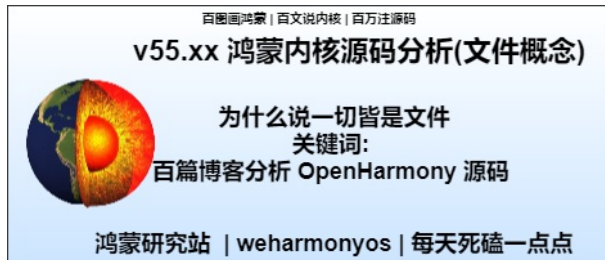 百图画鸿蒙 | 百文说内核 | 百万注源码
v55.xx 鸿蒙内核源码分析(文件概念)
为什么说一切皆是文件
关键词:
百篇博客分析 OpenHarmony 源码
鸿蒙研究站 | weharmonyos | 每天死磕一点点